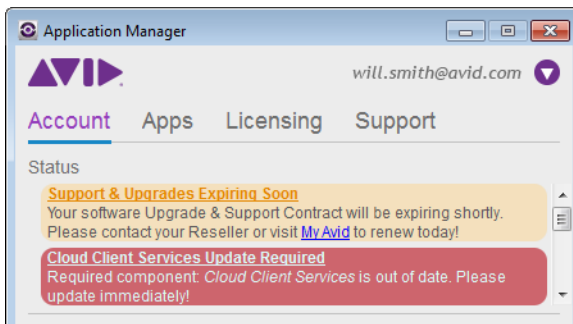 Application Manager
AVID
will.smith@avid.com
Account Apps Licensing Support
Status
Support & Upgrades Expiring Soon
Your software Upgrade & Support Contract will be expiring shortly.
Please contact your Reseller or visit My Avid to renew today!
Cloud Client Services Update Required
Required component: Cloud Client Services is out of date. Please
update immediately!